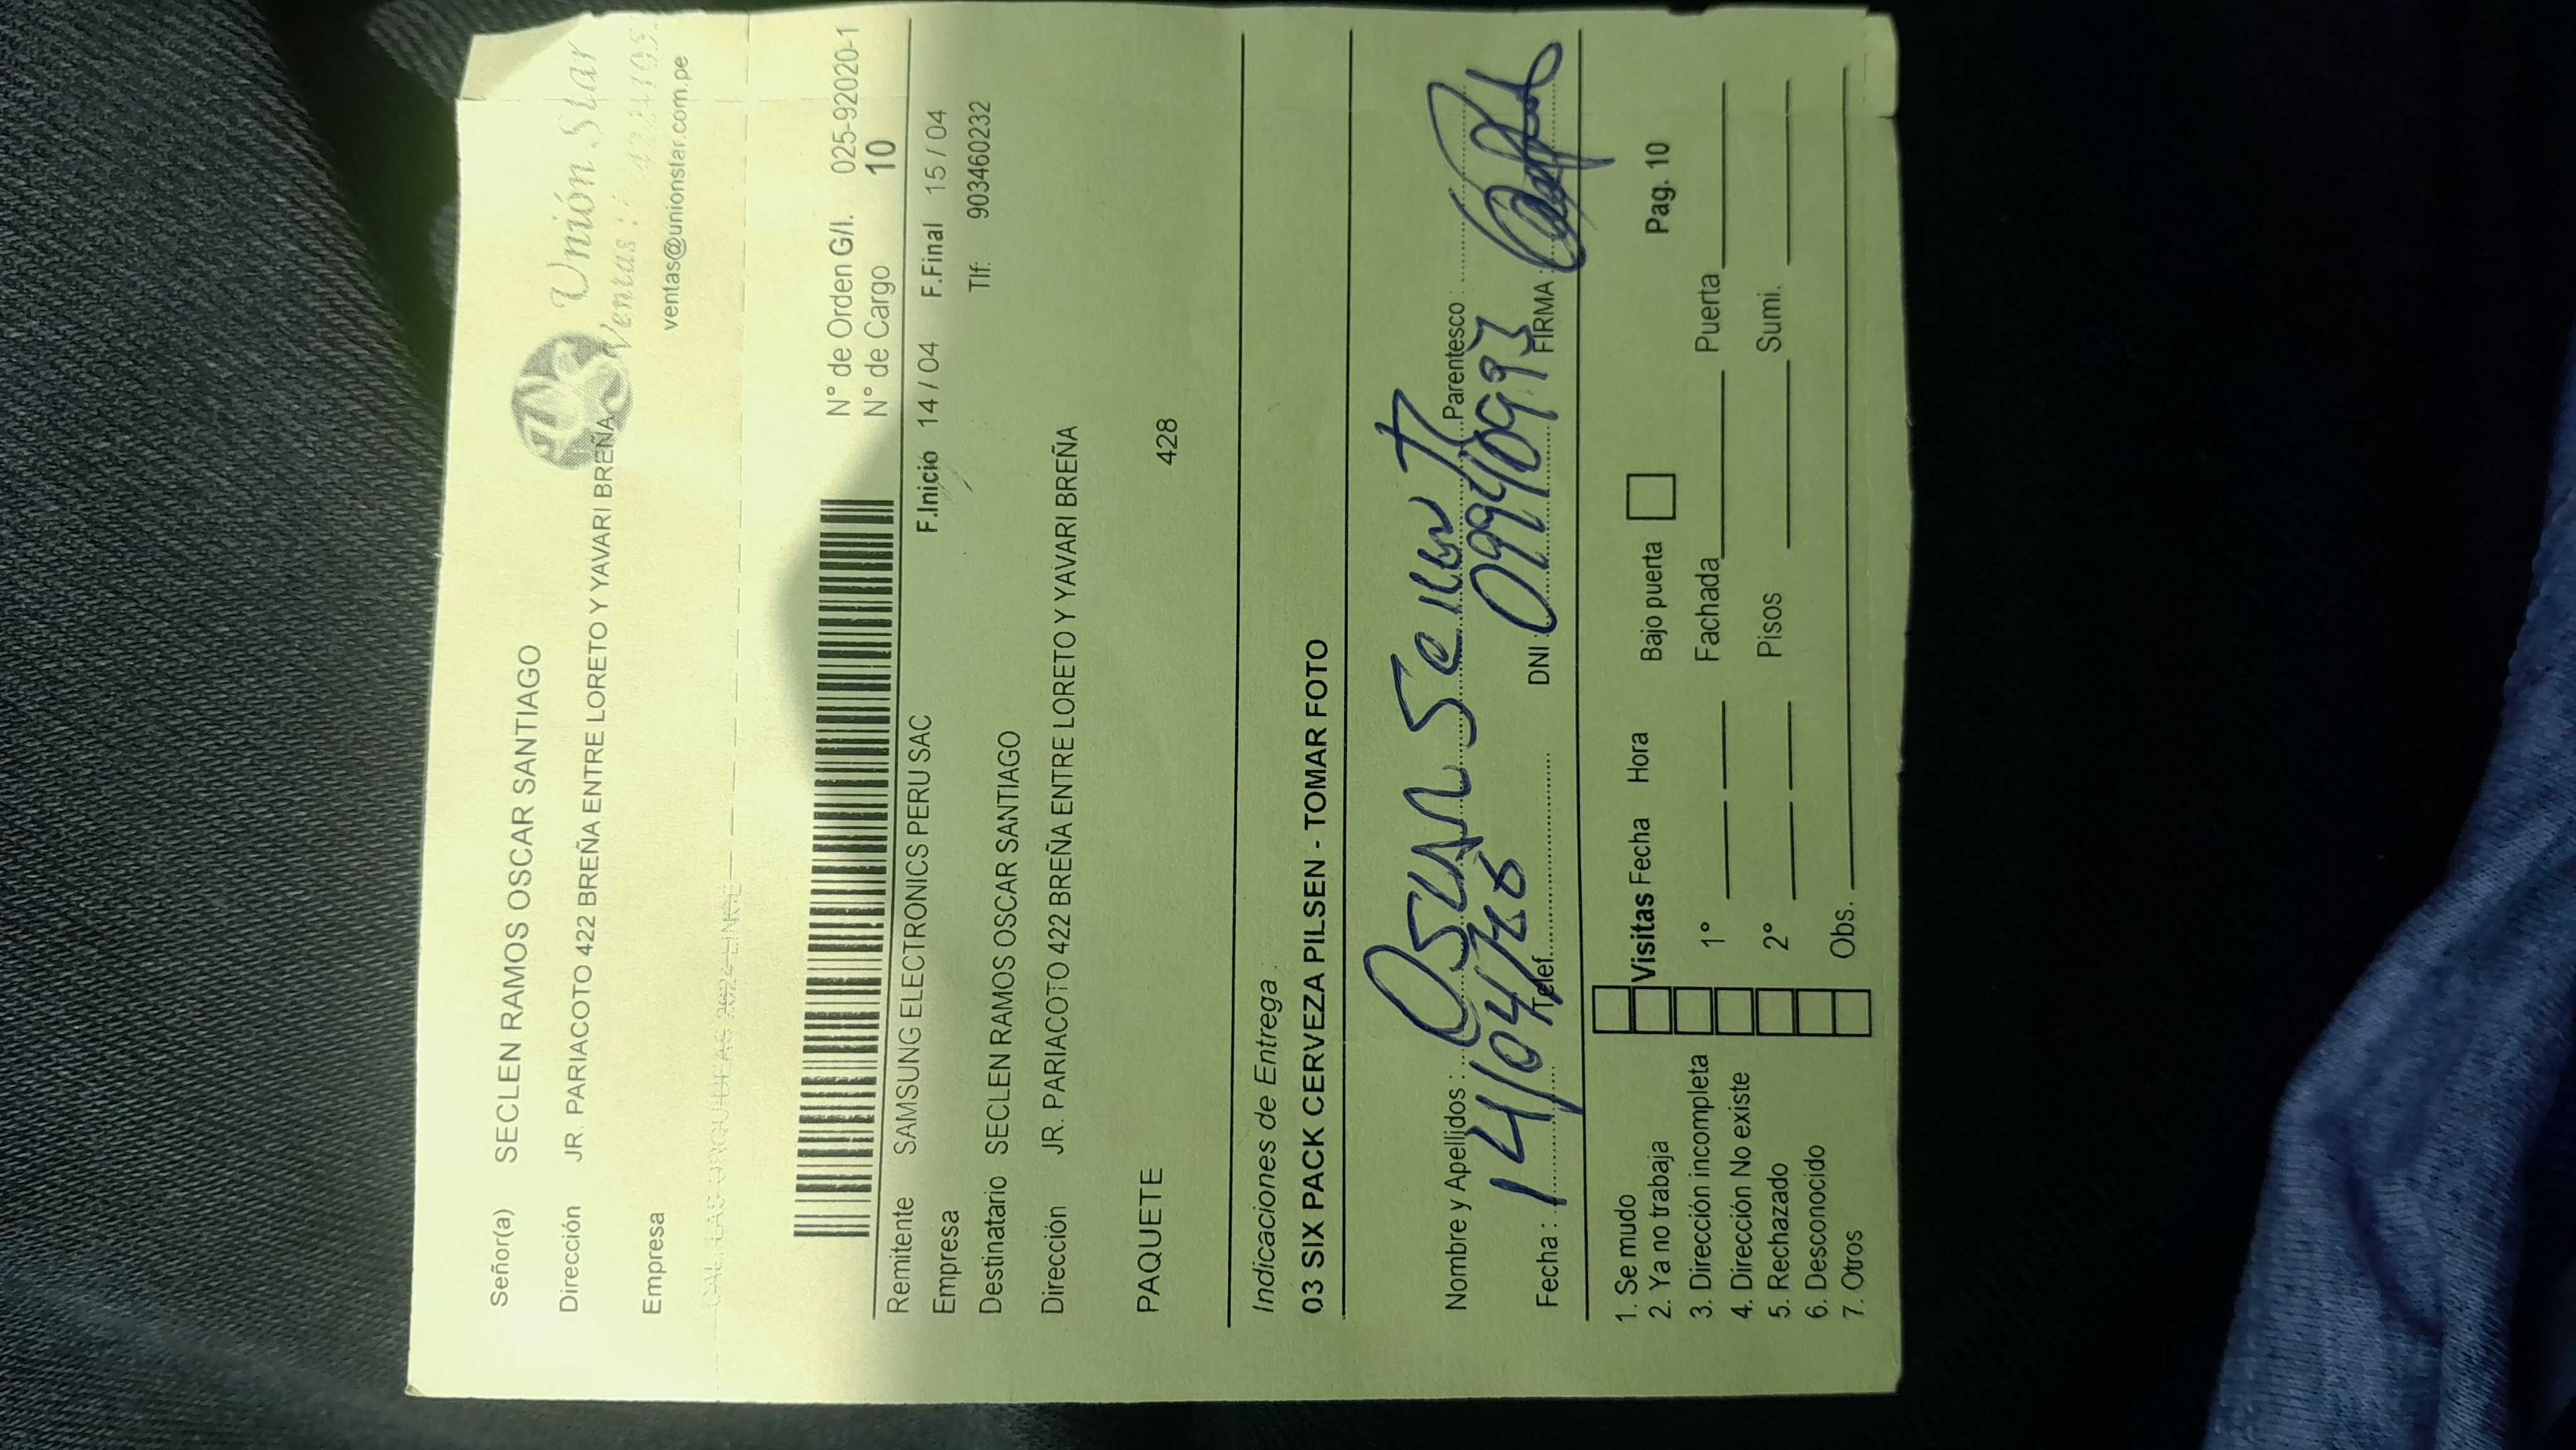 Señor(a) SECLEN RAMOS OSCAR SANTIAGO
Unión Star
Dirección JR. PARIACOTO 422 BREÑA ENTRE LORETO Y YAVARI BREÑA
Ventas :
Empresa
ventas@unionstar.com.pe
N° de Orden G/I. 025-92020-1
N° de Cargo 10
Remitente SAMSUNG ELECTRONICS PERU SAC
F.Inicio 14 / 04 F.Final 15 / 04
Empresa
Tlf: 903460232
Destinatario SECLEN RAMOS OSCAR SANTIAGO
Dirección JR. PARIACOTO 422 BREÑA ENTRE LORETO Y YAVARI BREÑA
PAQUETE 428
Indicaciones de Entrega :
03 SIX PACK CERVEZA PILSEN - TOMAR FOTO
Nombre y Apellidos : Oscar Seclen R Parentesco :
Fecha : 14/04/26 Telef. DNI : 09940993 FIRMA :
1. Se mudo
2. Ya no trabaja
3. Dirección incompleta
4. Dirección No existe
5. Rechazado
6. Desconocido
7. Otros
Visitas Fecha Hora Bajo puerta Pag. 10
1° Fachada Puerta
2° Pisos Sumi.
Obs.